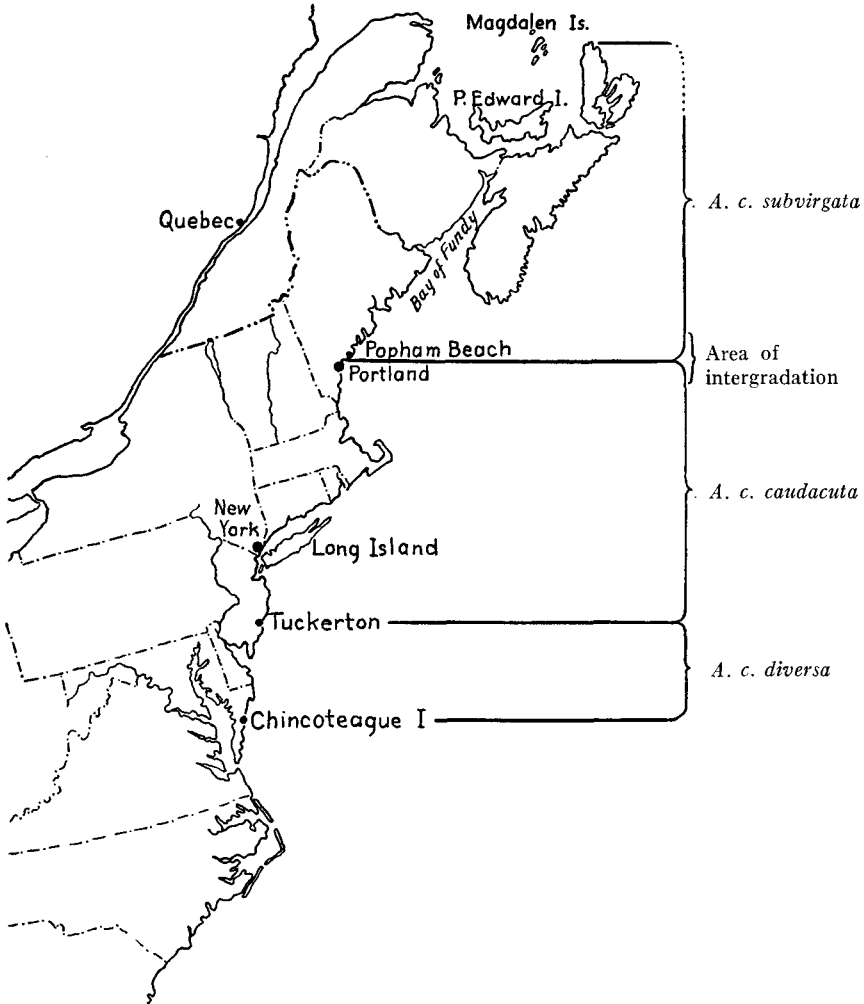 Magdalen Is.
P. Edward I.
A. c. subvirgata
Quebec
Bay of Fundy
Popham Beach
Portland
Area of
intergradation
A. c. caudacuta
New
York
Long Island
Tuckerton
A. c. diversa
Chincoteague I